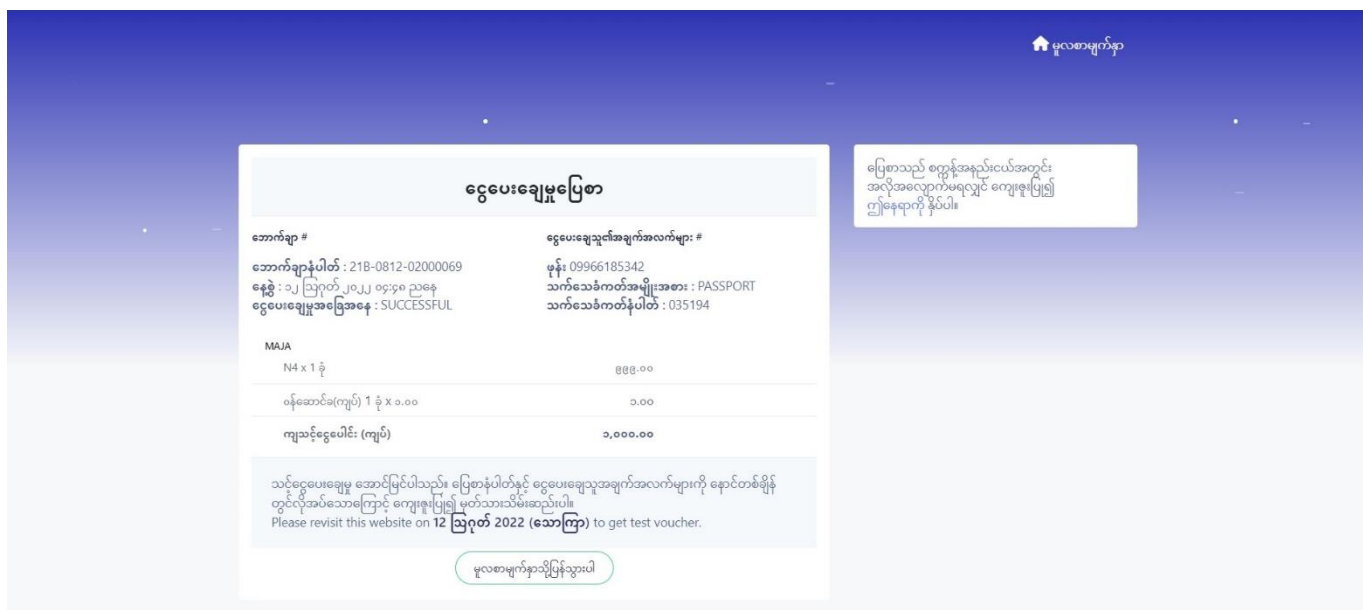 မူလစာမျက်နှာ
ငွေပေးချေမှုပြေစာ
ပြေစာသည် စက္ကန့်အနည်းငယ်အတွင်း
အလိုအလျောက်မရလျှင် ကျေးဇူးပြု၍
ဤနေရာကို နှိပ်ပါ။
ဘောက်ချာ #
ဘောက်ချာနံပါတ် : 21B-0812-02000069
နေ့စွဲ : ၁၂ ဩဂုတ် ၂၀၂၂ ၀၄:၄၈ ညနေ
ငွေပေးချေမှုအခြေအနေ : SUCCESSFUL
ငွေပေးချေသူ၏အချက်အလက်များ #
ဖုန်း 09966185342
သက်သေခံကတ်အမျိုးအစား : PASSPORT
သက်သေခံကတ်နံပါတ် : 035194
MAJA
N4 x 1 ခုံ ၉၉၉.၀၀
ဝန်ဆောင်ခ(ကျပ်) 1 ခုံ x ၁.၀၀ ၁.၀၀
ကျသင့်ငွေပေါင်း (ကျပ်) ၁,၀၀၀.၀၀
သင့်ငွေပေးချေမှု အောင်မြင်ပါသည်။ ပြေစာနံပါတ်နှင့် ငွေပေးချေသူအချက်အလက်များကို နောင်တစ်ချိန်
တွင်လိုအပ်သောကြောင့် ကျေးဇူးပြု၍ မှတ်သားသိမ်းဆည်းပါ။
Please revisit this website on 12 ဩဂုတ် 2022 (သောကြာ) to get test voucher.
မူလစာမျက်နှာသို့ပြန်သွားပါ